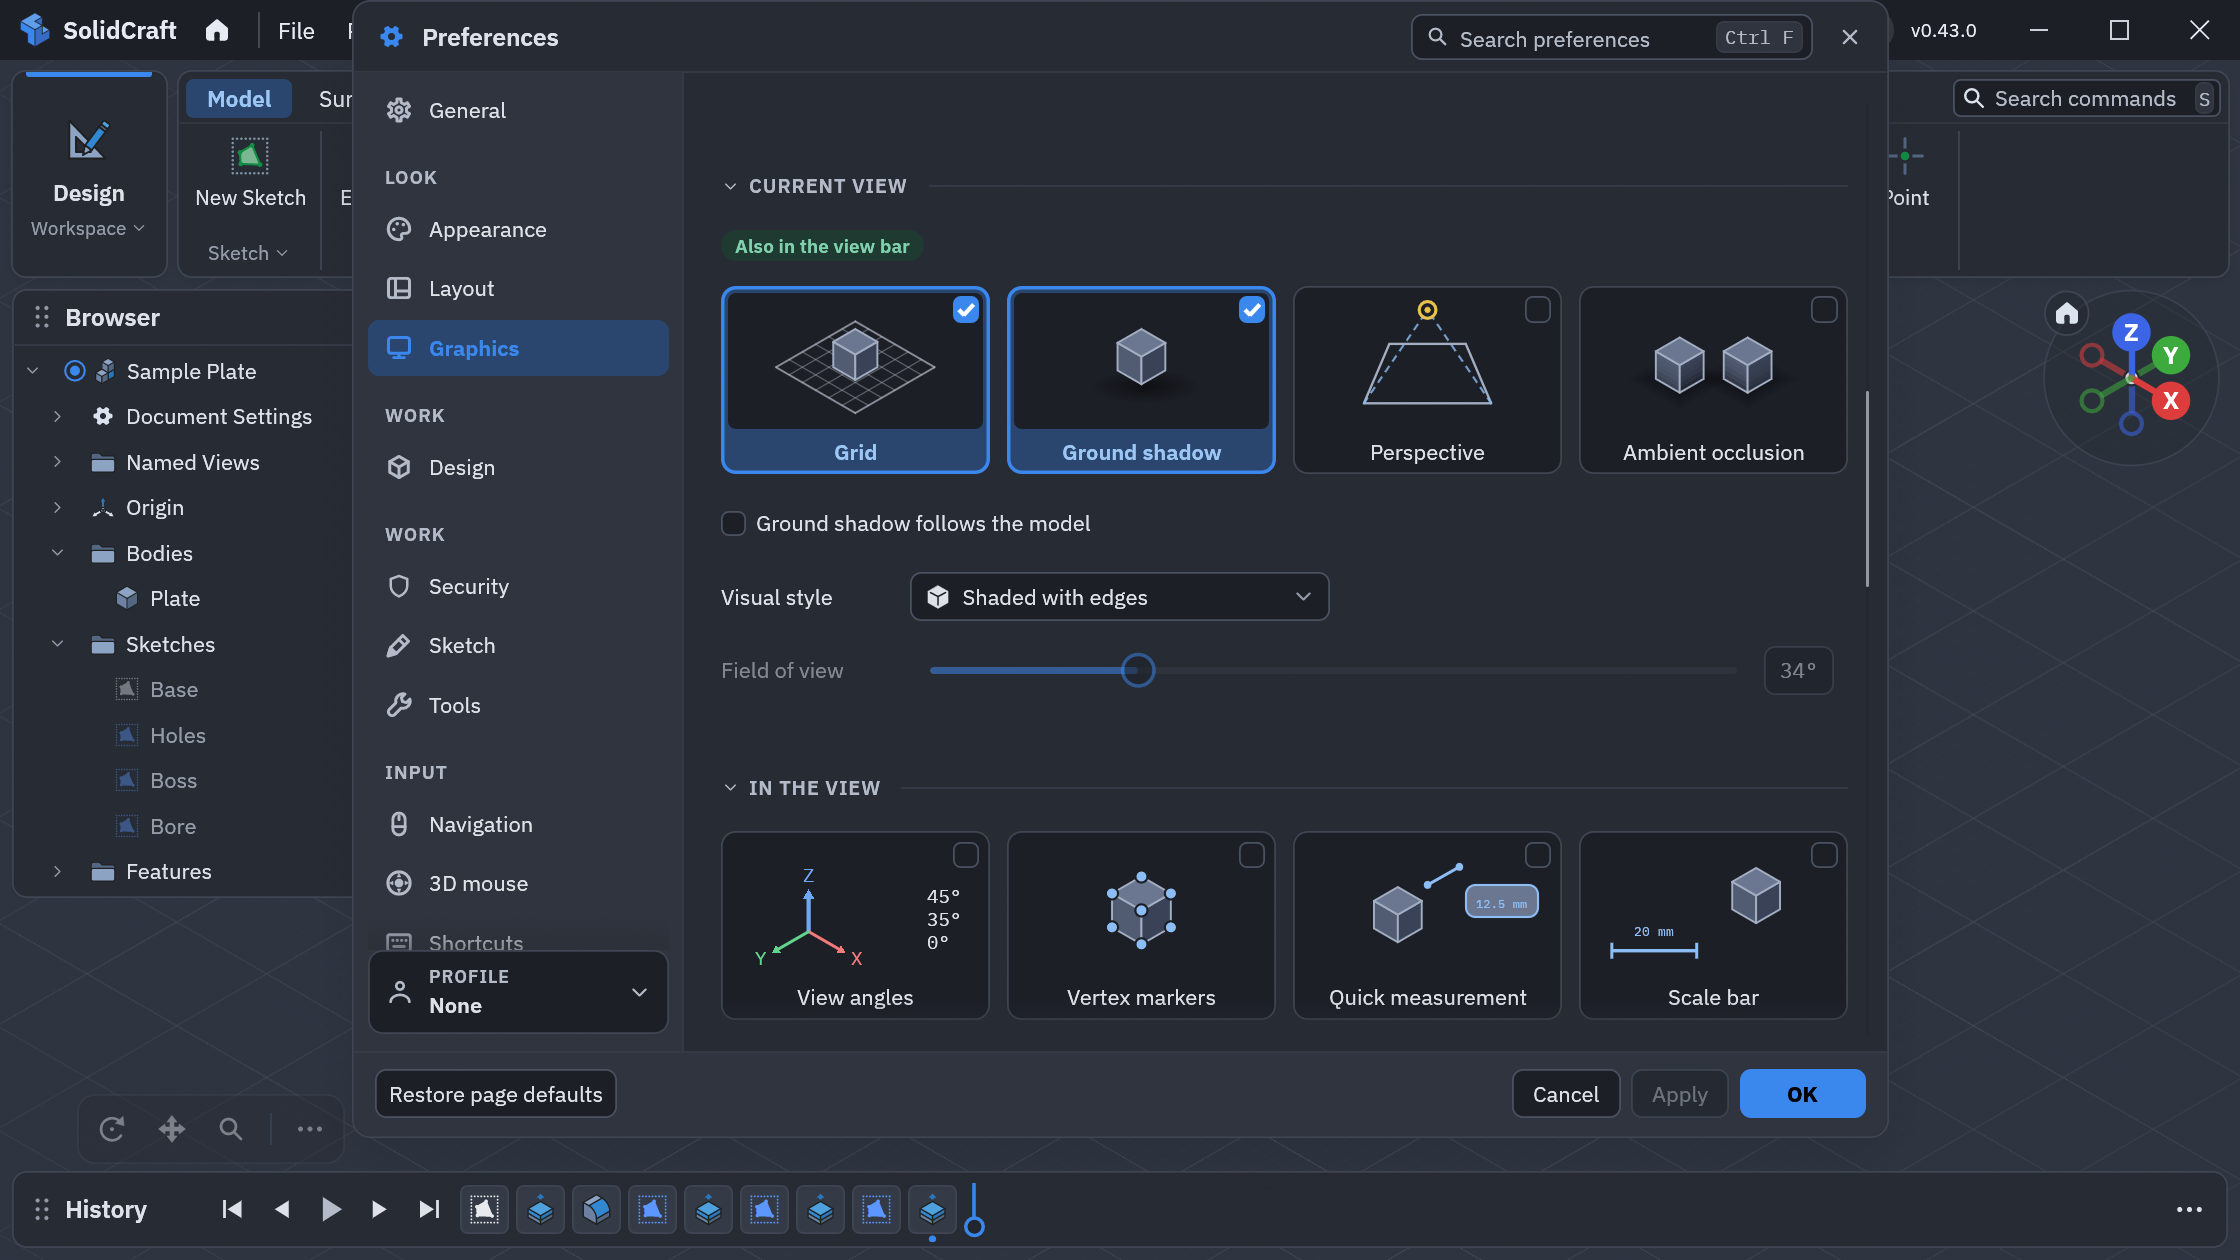 SolidCraft
File
Preferences
Search preferences
Ctrl F
v0.43.0
Design
Workspace
Model
New Sketch
Sketch
Search commands
S
Point
Browser
Sample Plate
Document Settings
Named Views
Origin
Bodies
Plate
Sketches
Base
Holes
Boss
Bore
Features
General
LOOK
Appearance
Layout
Graphics
WORK
Design
WORK
Security
Sketch
Tools
INPUT
Navigation
3D mouse
Shortcuts
PROFILE
None
CURRENT VIEW
Also in the view bar
Grid
Ground shadow
Perspective
Ambient occlusion
Ground shadow follows the model
Visual style
Shaded with edges
Field of view
34°
IN THE VIEW
Z
Y
X
45°
35°
0°
View angles
Vertex markers
12.5 mm
Quick measurement
20 mm
Scale bar
Z
Y
X
Restore page defaults
Cancel
Apply
OK
History